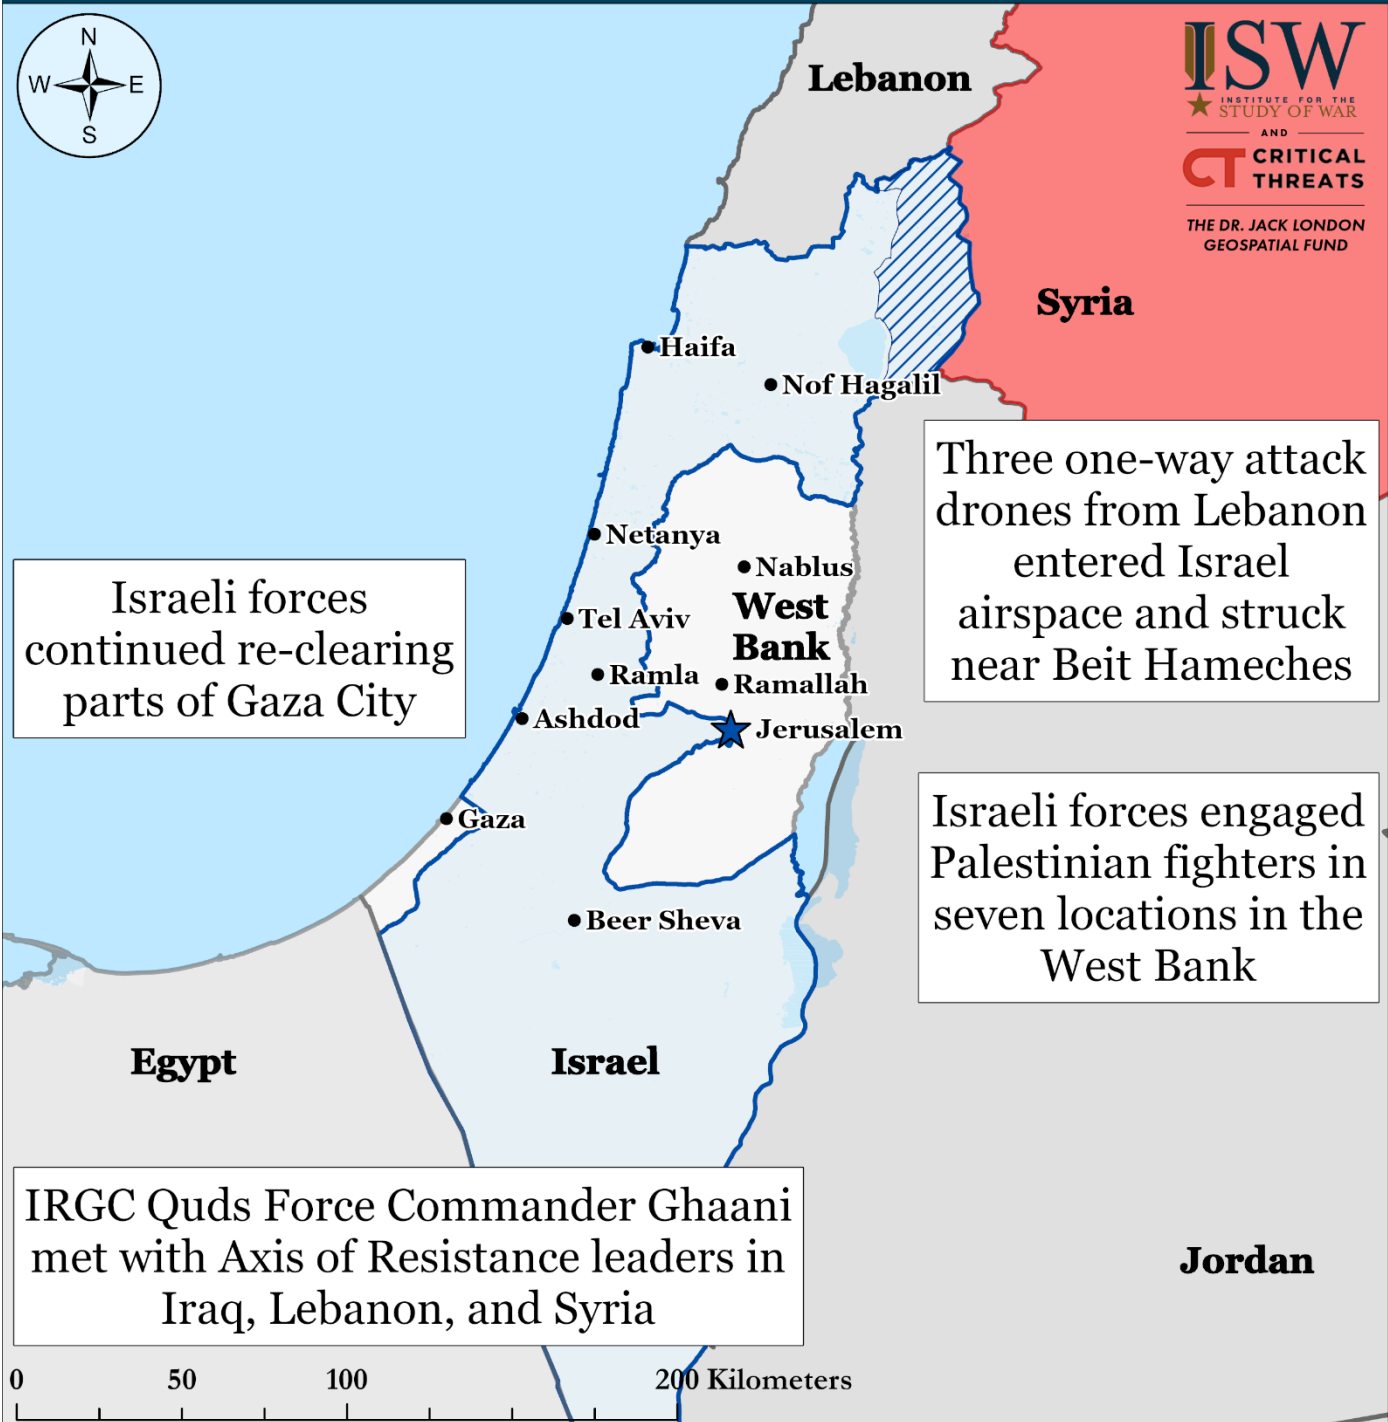 N
W
E
S
Lebanon
ISW
INSTITUTE FOR THE
STUDY OF WAR
AND
CT CRITICAL
THREATS
THE DR. JACK LONDON
GEOSPATIAL FUND
Syria
Haifa
Nof Hagalil
Three one-way attack
drones from Lebanon
entered Israel
airspace and struck
near Beit Hameches
Netanya
Nablus
West
Bank
Israeli forces
continued re-clearing
parts of Gaza City
Tel Aviv
Ramla
Ramallah
Ashdod
Jerusalem
Gaza
Israeli forces engaged
Palestinian fighters in
seven locations in the
West Bank
Beer Sheva
Egypt
Israel
IRGC Quds Force Commander Ghaani
met with Axis of Resistance leaders in
Iraq, Lebanon, and Syria
Jordan
0 50 100 200 Kilometers